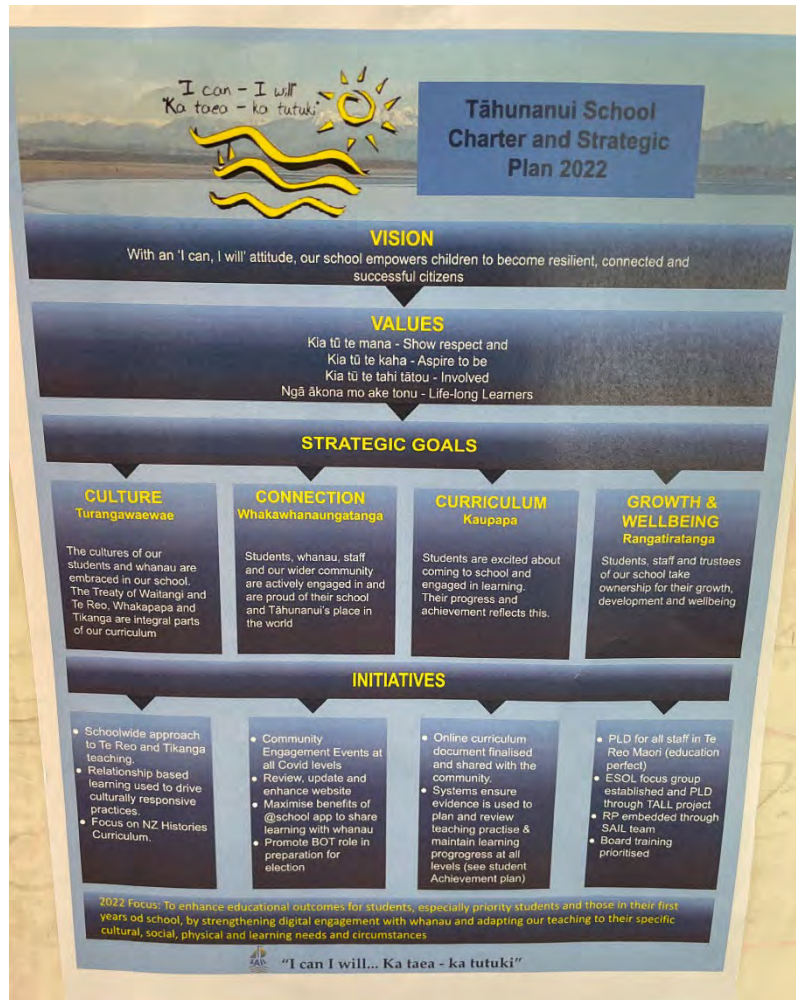 I can - I will
"Ka taea - ka tutuki"
Tāhunanui School
Charter and Strategic
Plan 2022
VISION
With an 'I can, I will' attitude, our school empowers children to become resilient, connected and
successful citizens
VALUES
Kia tū te mana - Show respect and
Kia tū te kaha - Aspire to be
Kia tū te tahi tātou - Involved
Ngā ākona mo ake tonu - Life-long Learners
STRATEGIC GOALS
CULTURE
Turangawaewae
The cultures of our
students and whanau are
embraced in our school.
The Treaty of Waitangi and
Te Reo, Whakapapa and
Tikanga are integral parts
of our curriculum
CONNECTION
Whakawhanaungatanga
Students, whanau, staff
and our wider community
are actively engaged in and
are proud of their school
and Tāhunanui's place in
the world
CURRICULUM
Kaupapa
Students are excited about
coming to school and
engaged in learning.
Their progress and
achievement reflects this.
GROWTH &
WELLBEING
Rangatiratanga
Students, staff and trustees
of our school take
ownership for their growth,
development and wellbeing
INITIATIVES
• Schoolwide approach
to Te Reo and Tikanga
teaching.
• Relationship based
learning used to drive
culturally responsive
practices.
• Focus on NZ Histories
Curriculum.
• Community
Engagement Events at
all Covid levels
• Review, update and
enhance website
• Maximise benefits of
@school app to share
learning with whanau
• Promote BOT role in
preparation for
election
• Online curriculum
document finalised
and shared with the
community.
• Systems ensure
evidence is used to
plan and review
teaching practise &
maintain learning
progrogress at all
levels (see student
Achievement plan)
• PLD for all staff in Te
Reo Maori (education
perfect)
• ESOL focus group
established and PLD
through TALL project
• RP embedded through
SAIL team
• Board training
prioritised
2022 Focus: To enhance educational outcomes for students, especially priority students and those in their first
years od school, by strengthening digital engagement with whanau and adapting our teaching to their specific
cultural, social, physical and learning needs and circumstances
"I can I will... Ka taea - ka tutuki"